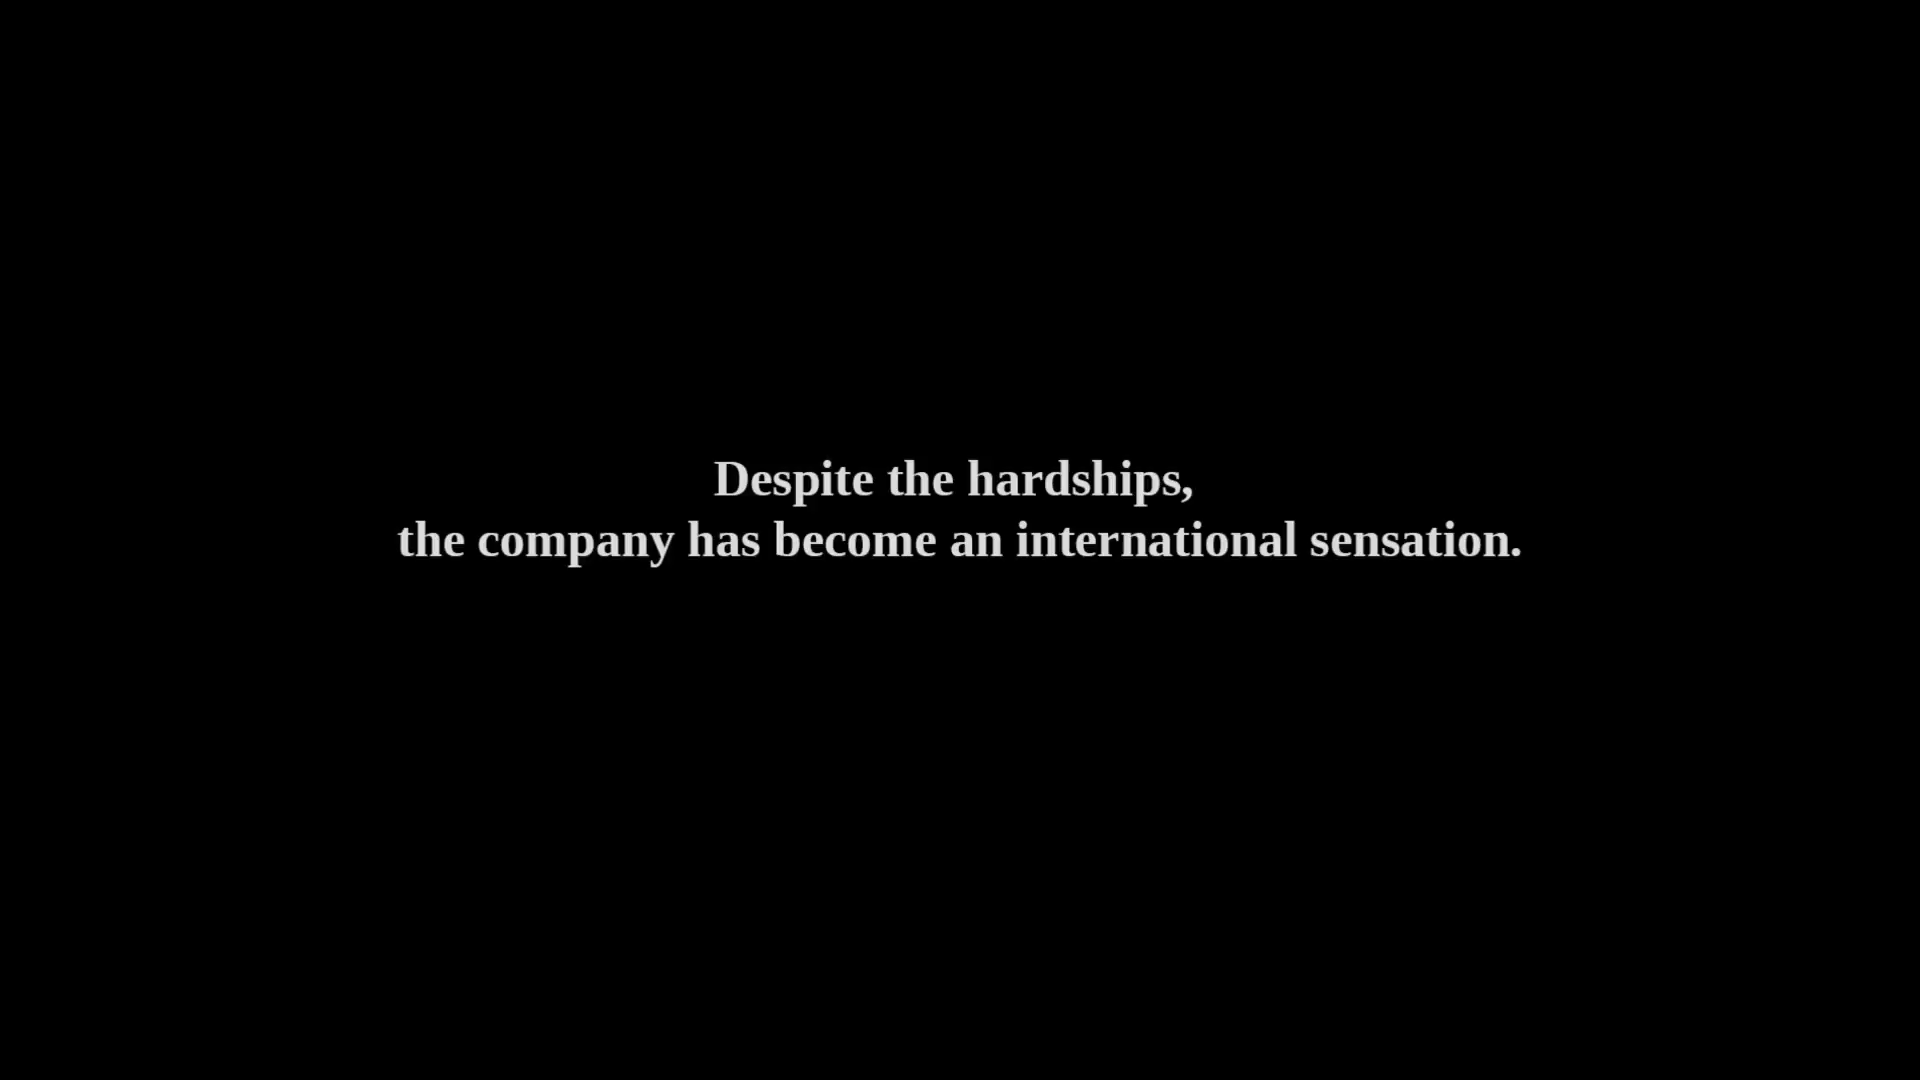 Despite the hardships,
the company has become an international sensation.